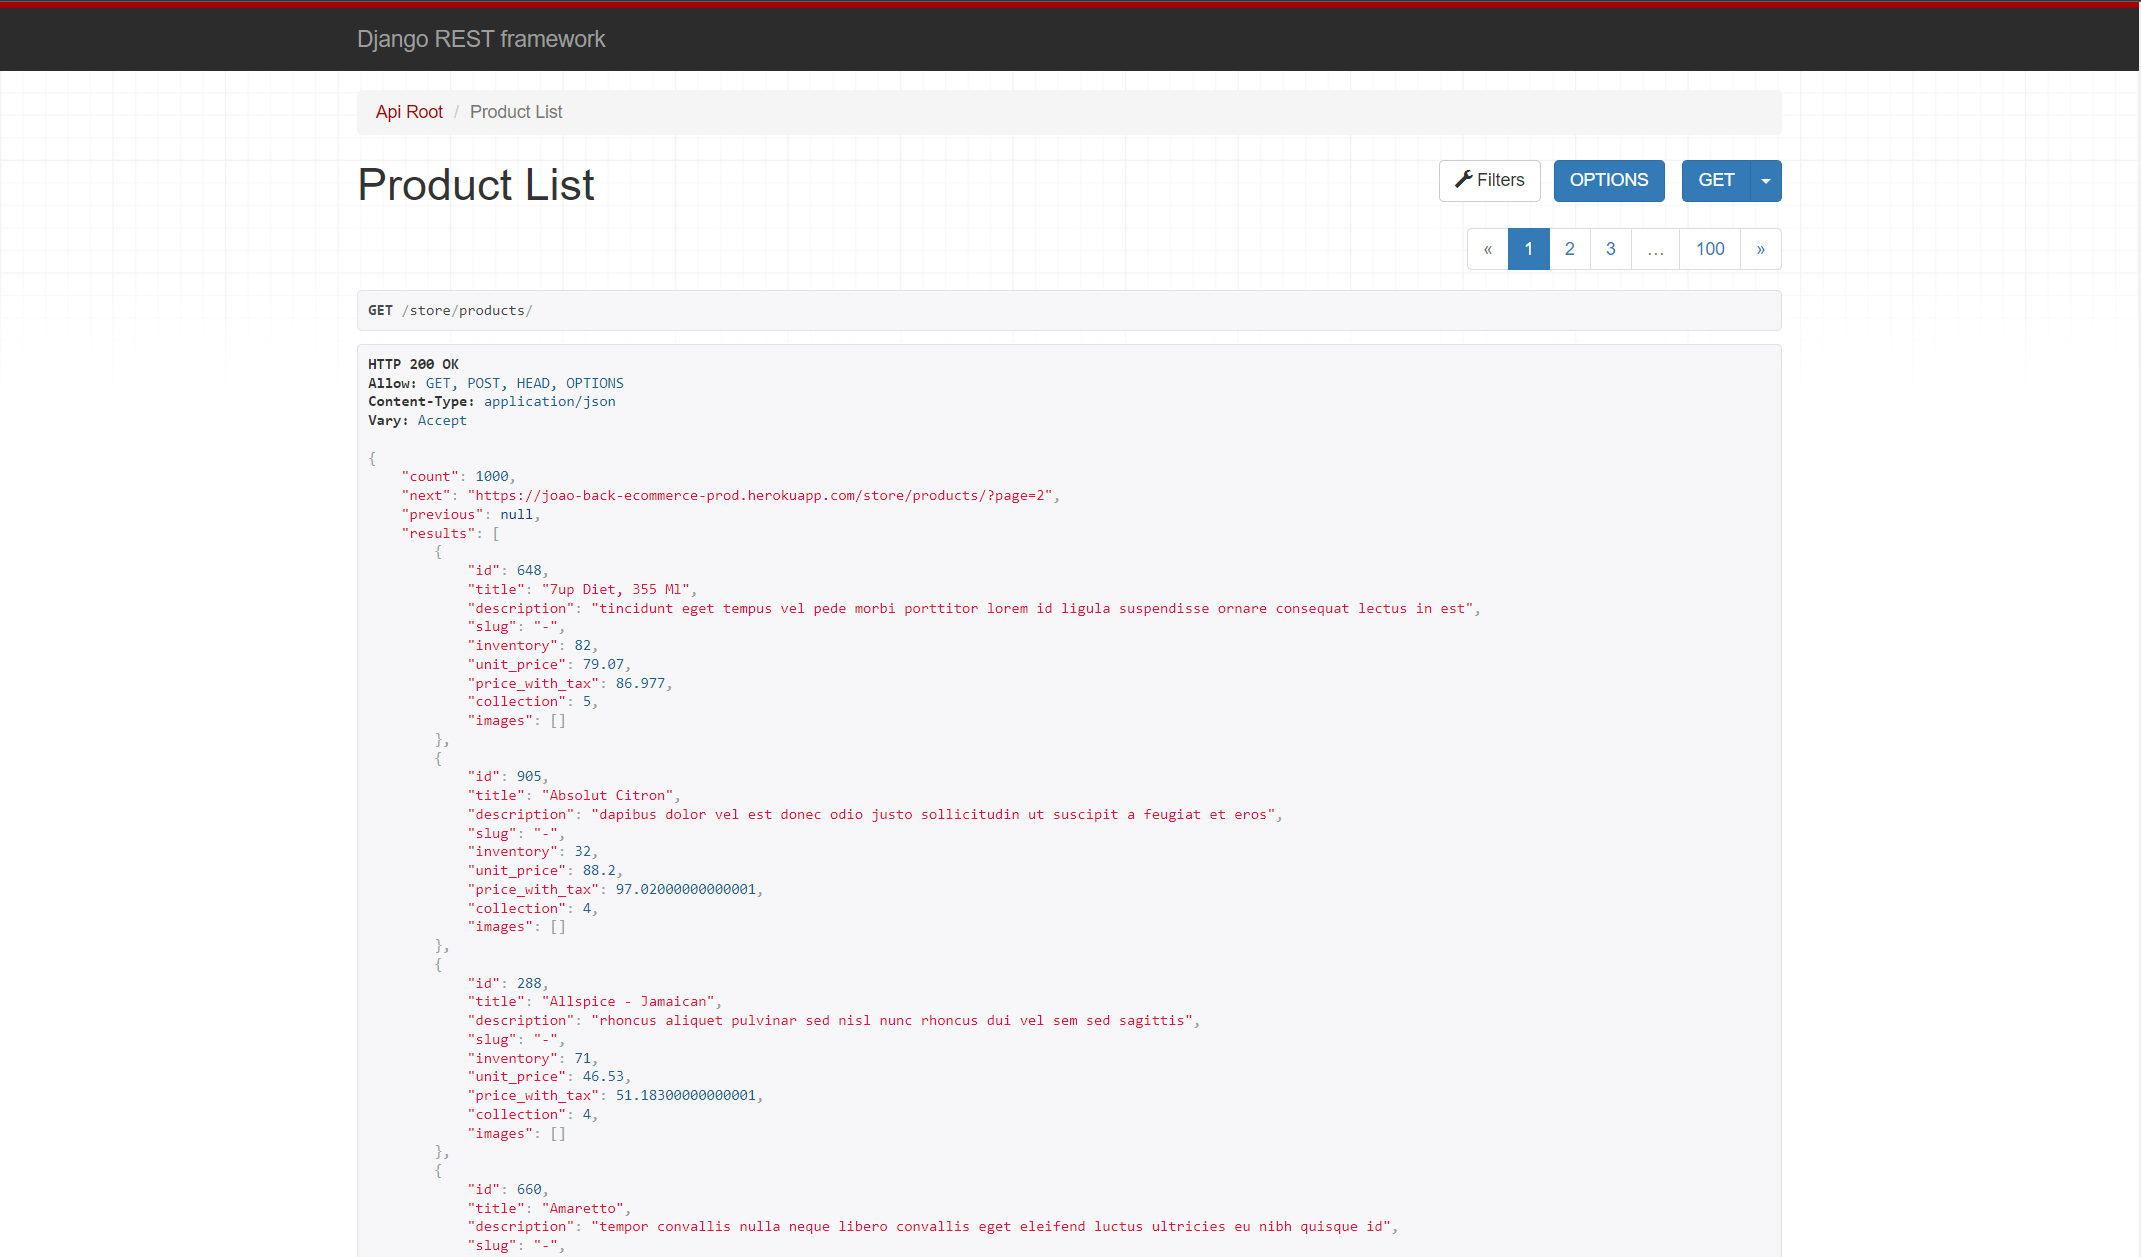 Django REST framework
Api Root / Product List
Product List
Filters OPTIONS GET
« 1 2 3 … 100 »
GET /store/products/
HTTP 200 OK
Allow: GET, POST, HEAD, OPTIONS
Content-Type: application/json
Vary: Accept
{
"count": 1000,
"next": "https://joao-back-ecommerce-prod.herokuapp.com/store/products/?page=2",
"previous": null,
"results": [
{
"id": 648,
"title": "7up Diet, 355 Ml",
"description": "tincidunt eget tempus vel pede morbi porttitor lorem id ligula suspendisse ornare consequat lectus in est",
"slug": "-",
"inventory": 82,
"unit_price": 79.07,
"price_with_tax": 86.977,
"collection": 5,
"images": []
},
{
"id": 905,
"title": "Absolut Citron",
"description": "dapibus dolor vel est donec odio justo sollicitudin ut suscipit a feugiat et eros",
"slug": "-",
"inventory": 32,
"unit_price": 88.2,
"price_with_tax": 97.02000000000001,
"collection": 4,
"images": []
},
{
"id": 288,
"title": "Allspice - Jamaican",
"description": "rhoncus aliquet pulvinar sed nisl nunc rhoncus dui vel sem sed sagittis",
"slug": "-",
"inventory": 71,
"unit_price": 46.53,
"price_with_tax": 51.18300000000001,
"collection": 4,
"images": []
},
{
"id": 660,
"title": "Amaretto",
"description": "tempor convallis nulla neque libero convallis eget eleifend luctus ultricies eu nibh quisque id",
"slug": "-",